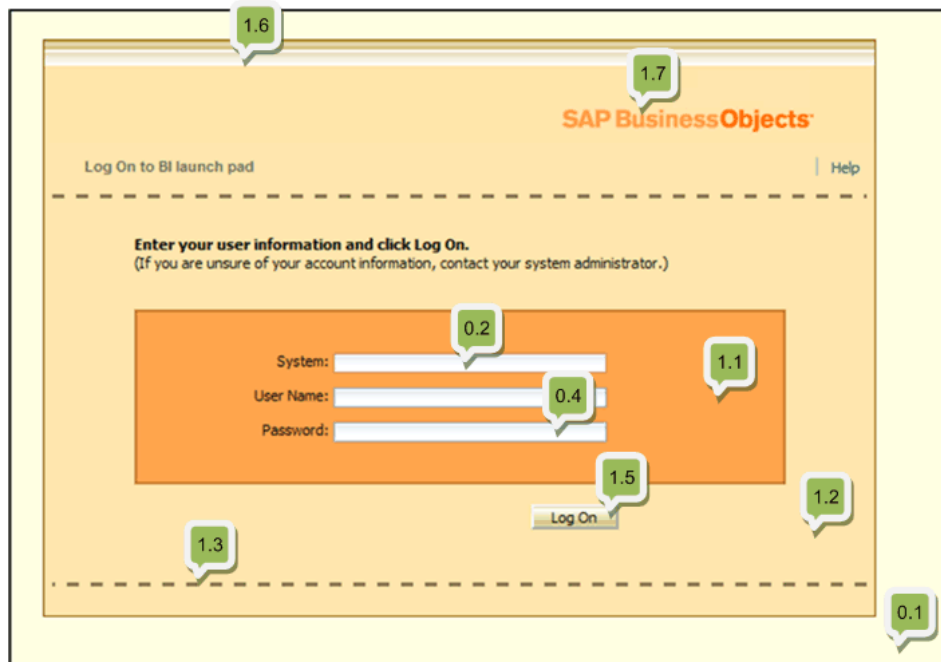 1.6
1.7
SAP BusinessObjects
Log On to BI launch pad
Help
Enter your user information and click Log On.
(If you are unsure of your account information, contact your system administrator.)
0.2
System:
1.1
User Name:
0.4
Password:
1.5
1.2
Log On
1.3
0.1